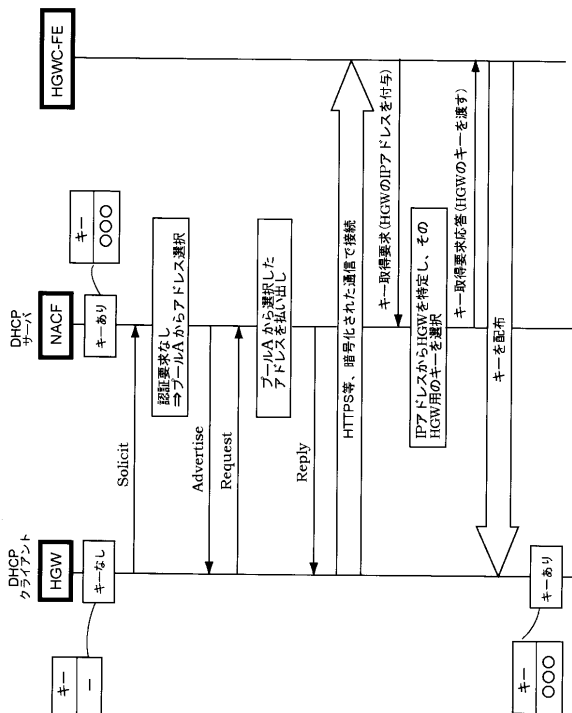 DHCP
クライアント
HGW
キーなし
キー
－
DHCP
サーバ
NACF
キーあり
キー
○○○
HGWC-FE
Solicit
認証要求なし
⇒プールAからアドレス選択
Advertise
Request
プールAから選択した
アドレスを払い出し
Reply
HTTPS等、暗号化された通信で接続
キー取得要求(HGWのIPアドレスを付与)
IPアドレスからHGWを特定し、その
HGW用のキーを選択
キー取得要求応答(HGWのキーを渡す)
キーを配布
キーあり
キー
○○○